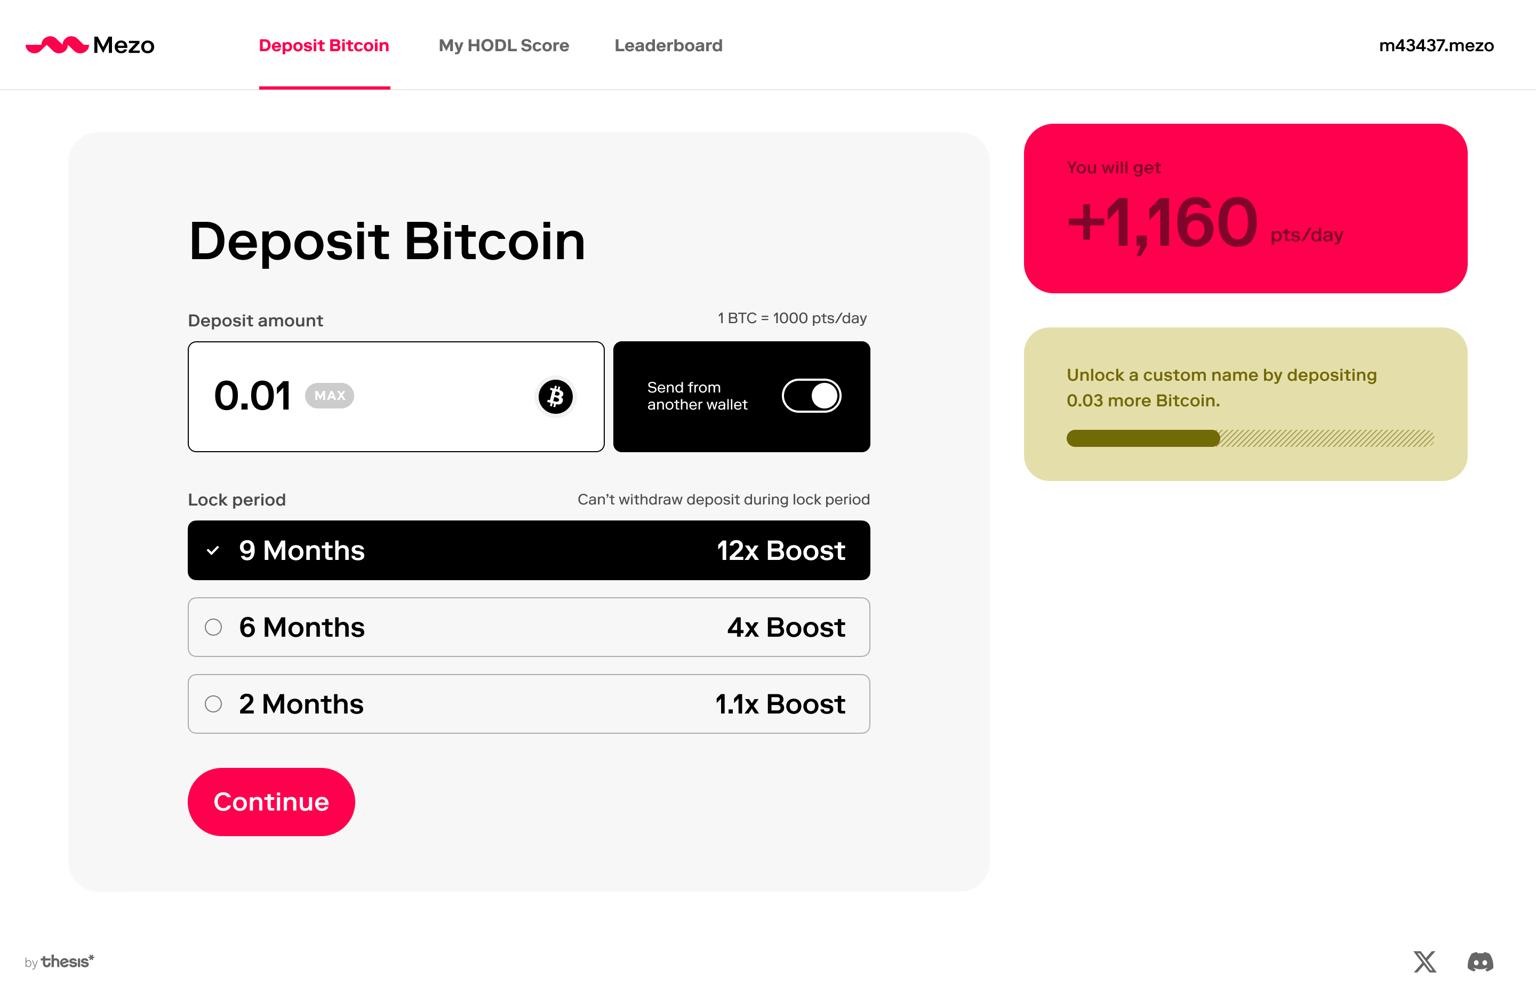 Mezo
Deposit Bitcoin
My HODL Score
Leaderboard
m43437.mezo
Deposit Bitcoin
Deposit amount
1 BTC = 1000 pts/day
0.01
MAX
Send from
another wallet
Lock period
Can't withdraw deposit during lock period
9 Months
12x Boost
6 Months
4x Boost
2 Months
1.1x Boost
Continue
You will get
+1,160 pts/day
Unlock a custom name by depositing
0.03 more Bitcoin.
by thesis*